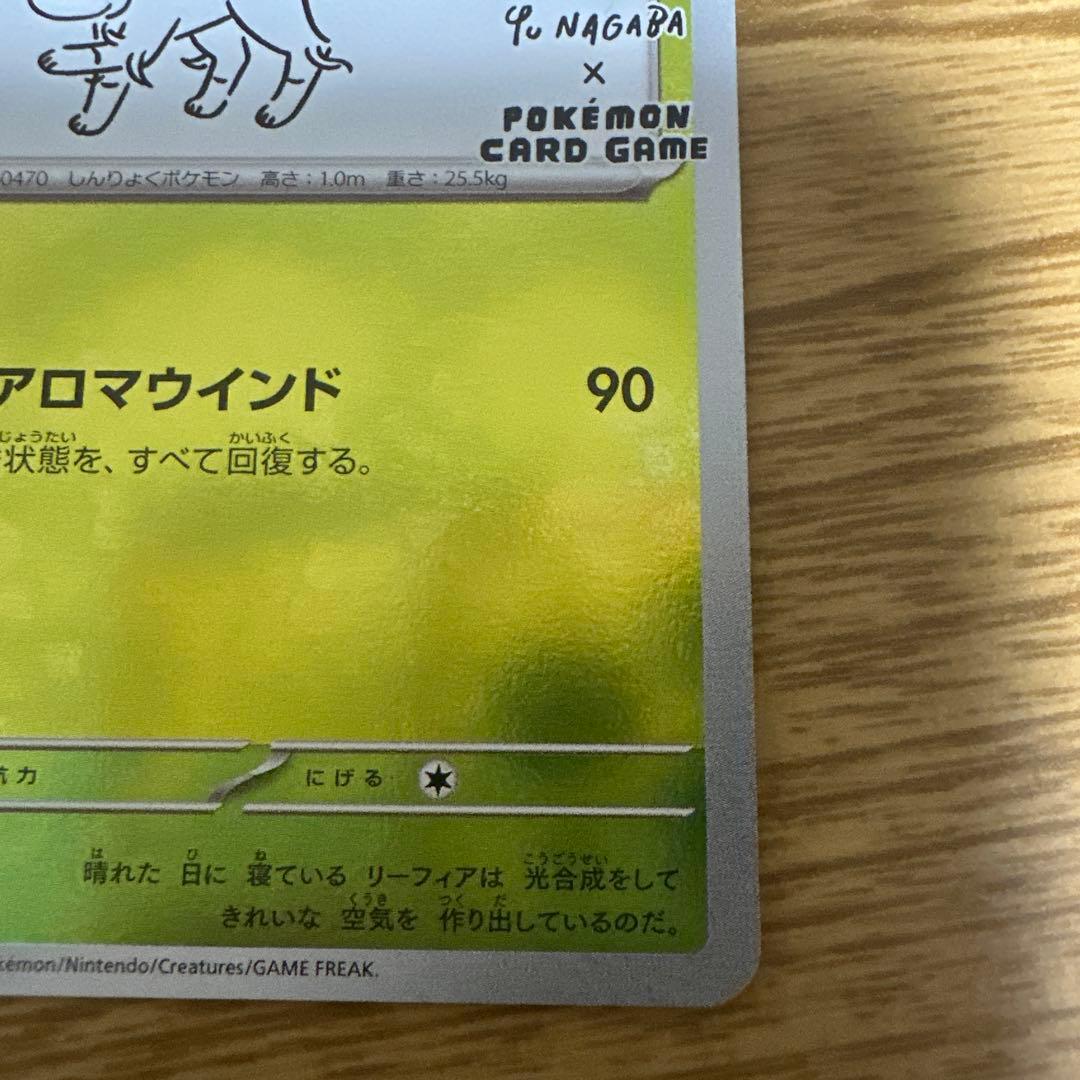 Yu NAGABA
×
POKÉMON
CARD GAME
0470 しんりょくポケモン 高さ:1.0m 重さ:25.5kg
アロマウインド 90
じょうたい かいふく
状態を、すべて回復する。
抗力 にげる
は ひ ね こうごうせい
晴れた 日に 寝ている リーフィアは 光合成をして
くうき つく だ
きれいな 空気を 作り出しているのだ。
kémon/Nintendo/Creatures/GAME FREAK.